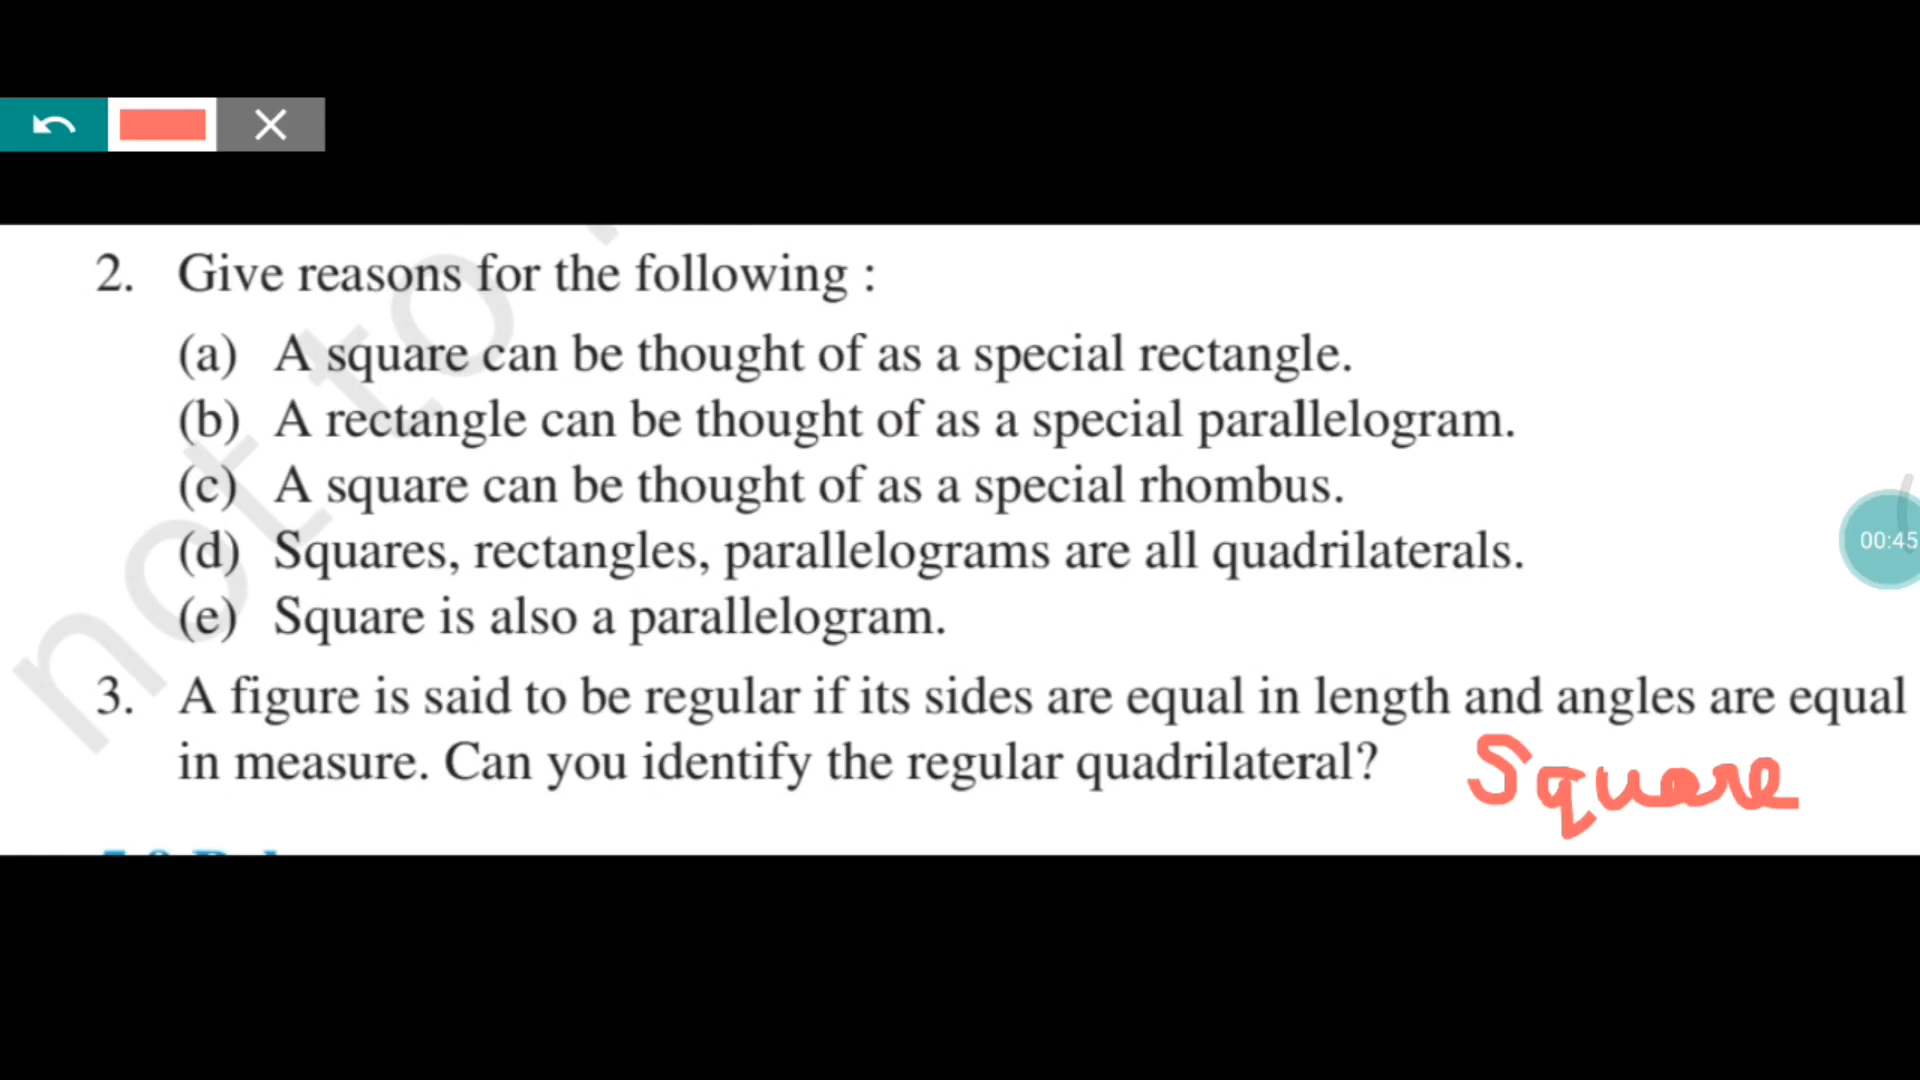 2. Give reasons for the following :
(a) A square can be thought of as a special rectangle.
(b) A rectangle can be thought of as a special parallelogram.
(c) A square can be thought of as a special rhombus.
(d) Squares, rectangles, parallelograms are all quadrilaterals.
(e) Square is also a parallelogram.
00:45
3. A figure is said to be regular if its sides are equal in length and angles are equal
in measure. Can you identify the regular quadrilateral?
Square
not to